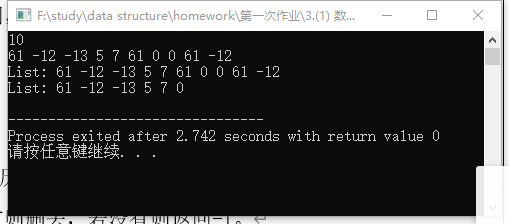 F:\study\data structure\homework\第一次作业\3.(1) 数...
10
61 -12 -13 5 7 61 0 0 61 -12
List: 61 -12 -13 5 7 61 0 0 61 -12
List: 61 -12 -13 5 7 0
--------------------------------
Process exited after 2.742 seconds with return value 0
请按任意键继续. . .
则删去，若没有则返回-1。